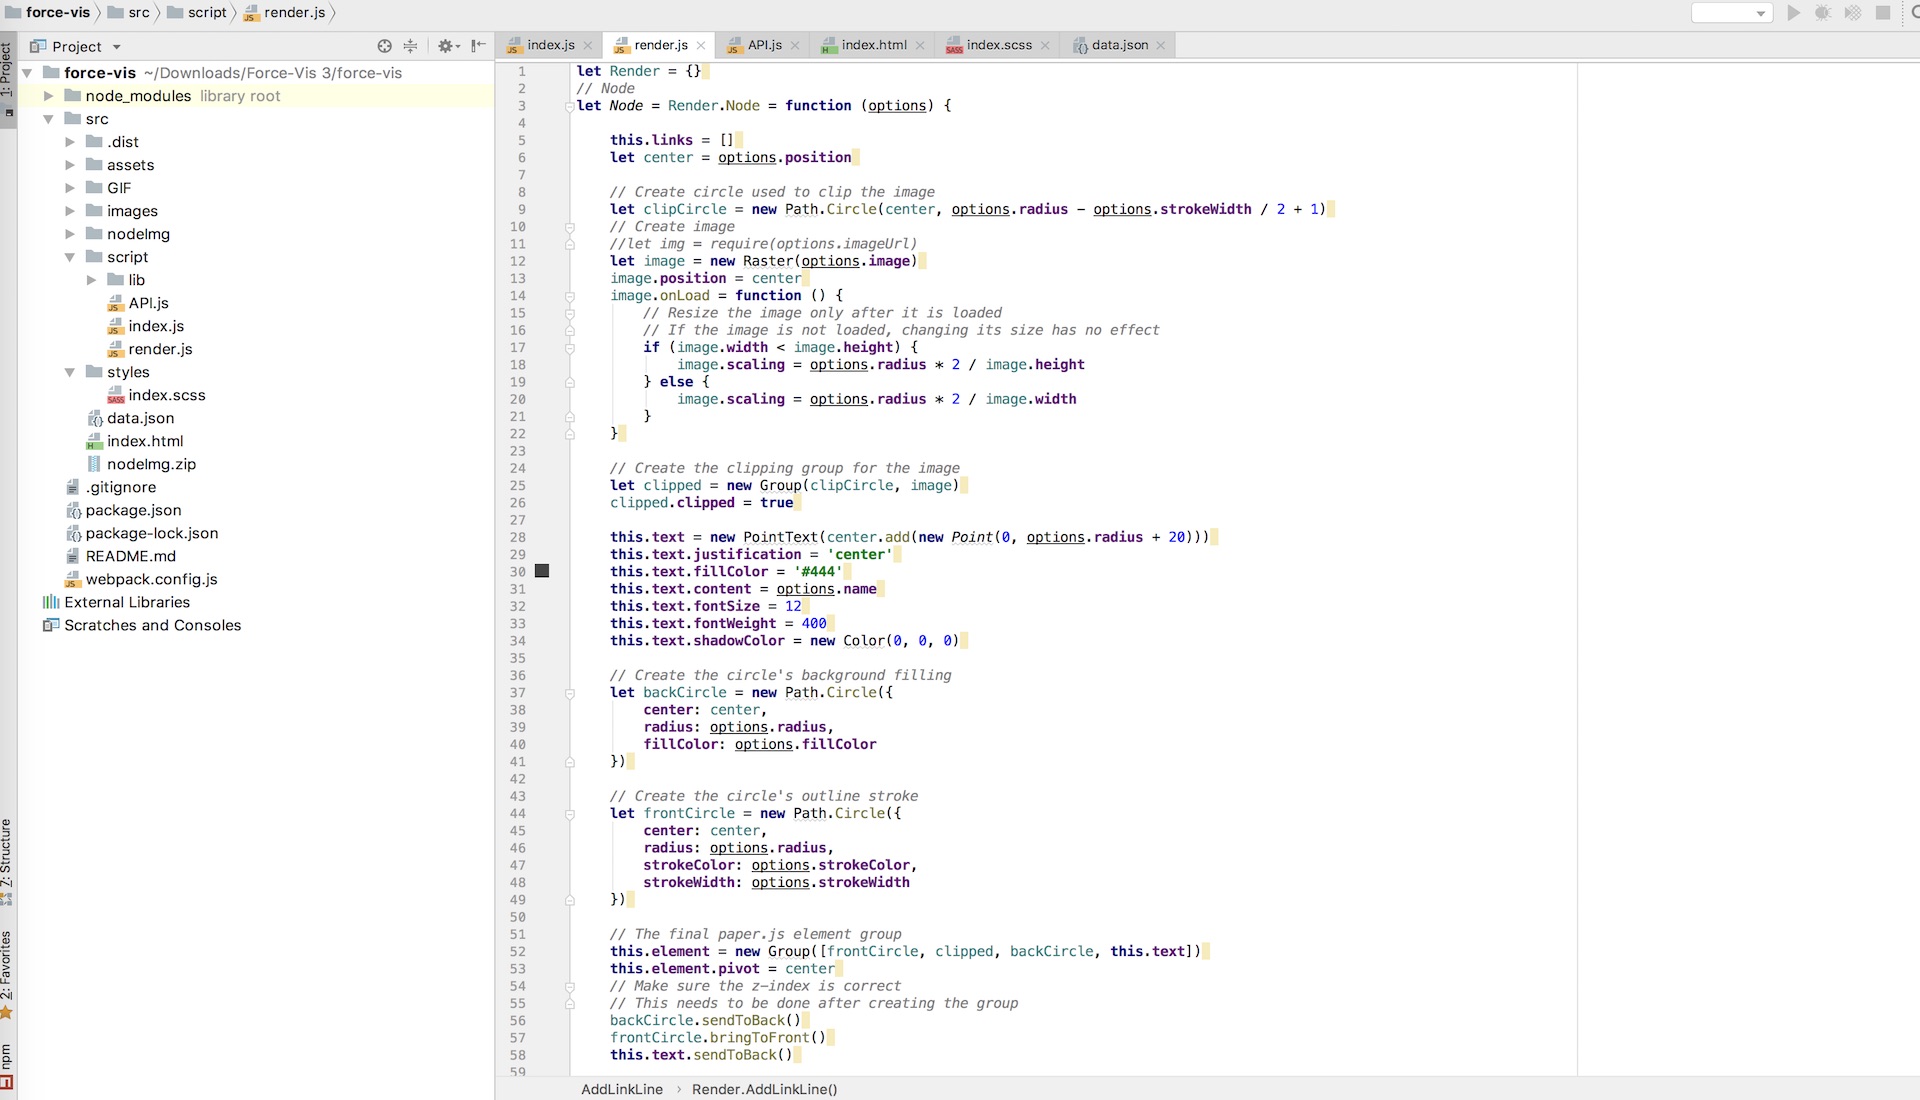 force-vis
src
script
render.js
Project
index.js
render.js
API.js
index.html
index.scss
data.json
1: Project
7: Structure
2: Favorites
npm
force-vis ~/Downloads/Force-Vis 3/force-vis
node_modules library root
src
.dist
assets
GIF
images
nodeImg
script
lib
API.js
index.js
render.js
styles
index.scss
data.json
index.html
nodeImg.zip
.gitignore
package.json
package-lock.json
README.md
webpack.config.js
External Libraries
Scratches and Consoles
1 let Render = {}
2 // Node
3 let Node = Render.Node = function (options) {
4
5 this.links = []
6 let center = options.position
7
8 // Create circle used to clip the image
9 let clipCircle = new Path.Circle(center, options.radius - options.strokeWidth / 2 + 1)
10 // Create image
11 //let img = require(options.imageUrl)
12 let image = new Raster(options.image)
13 image.position = center
14 image.onLoad = function () {
15 // Resize the image only after it is loaded
16 // If the image is not loaded, changing its size has no effect
17 if (image.width < image.height) {
18 image.scaling = options.radius * 2 / image.height
19 } else {
20 image.scaling = options.radius * 2 / image.width
21 }
22 }
23
24 // Create the clipping group for the image
25 let clipped = new Group(clipCircle, image)
26 clipped.clipped = true
27
28 this.text = new PointText(center.add(new Point(0, options.radius + 20)))
29 this.text.justification = 'center'
30 this.text.fillColor = '#444'
31 this.text.content = options.name
32 this.text.fontSize = 12
33 this.text.fontWeight = 400
34 this.text.shadowColor = new Color(0, 0, 0)
35
36 // Create the circle's background filling
37 let backCircle = new Path.Circle({
38 center: center,
39 radius: options.radius,
40 fillColor: options.fillColor
41 })
42
43 // Create the circle's outline stroke
44 let frontCircle = new Path.Circle({
45 center: center,
46 radius: options.radius,
47 strokeColor: options.strokeColor,
48 strokeWidth: options.strokeWidth
49 })
50
51 // The final paper.js element group
52 this.element = new Group([frontCircle, clipped, backCircle, this.text])
53 this.element.pivot = center
54 // Make sure the z-index is correct
55 // This needs to be done after creating the group
56 backCircle.sendToBack()
57 frontCircle.bringToFront()
58 this.text.sendToBack()
59
AddLinkLine › Render.AddLinkLine()